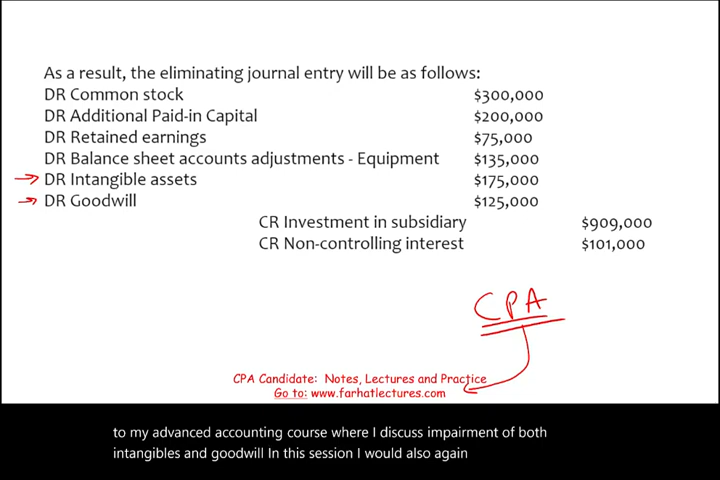 As a result, the eliminating journal entry will be as follows:
DR Common stock $300,000
DR Additional Paid-in Capital $200,000
DR Retained earnings $75,000
DR Balance sheet accounts adjustments - Equipment $135,000
DR Intangible assets $175,000
DR Goodwill $125,000
CR Investment in subsidiary $909,000
CR Non-controlling interest $101,000
CPA
CPA Candidate: Notes, Lectures and Practice
Go to: www.farhatlectures.com
to my advanced accounting course where I discuss impairment of both
intangibles and goodwill In this session I would also again